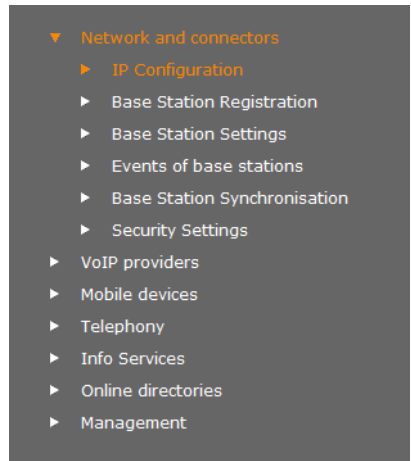 Network and connectors
IP Configuration
Base Station Registration
Base Station Settings
Events of base stations
Base Station Synchronisation
Security Settings
VoIP providers
Mobile devices
Telephony
Info Services
Online directories
Management